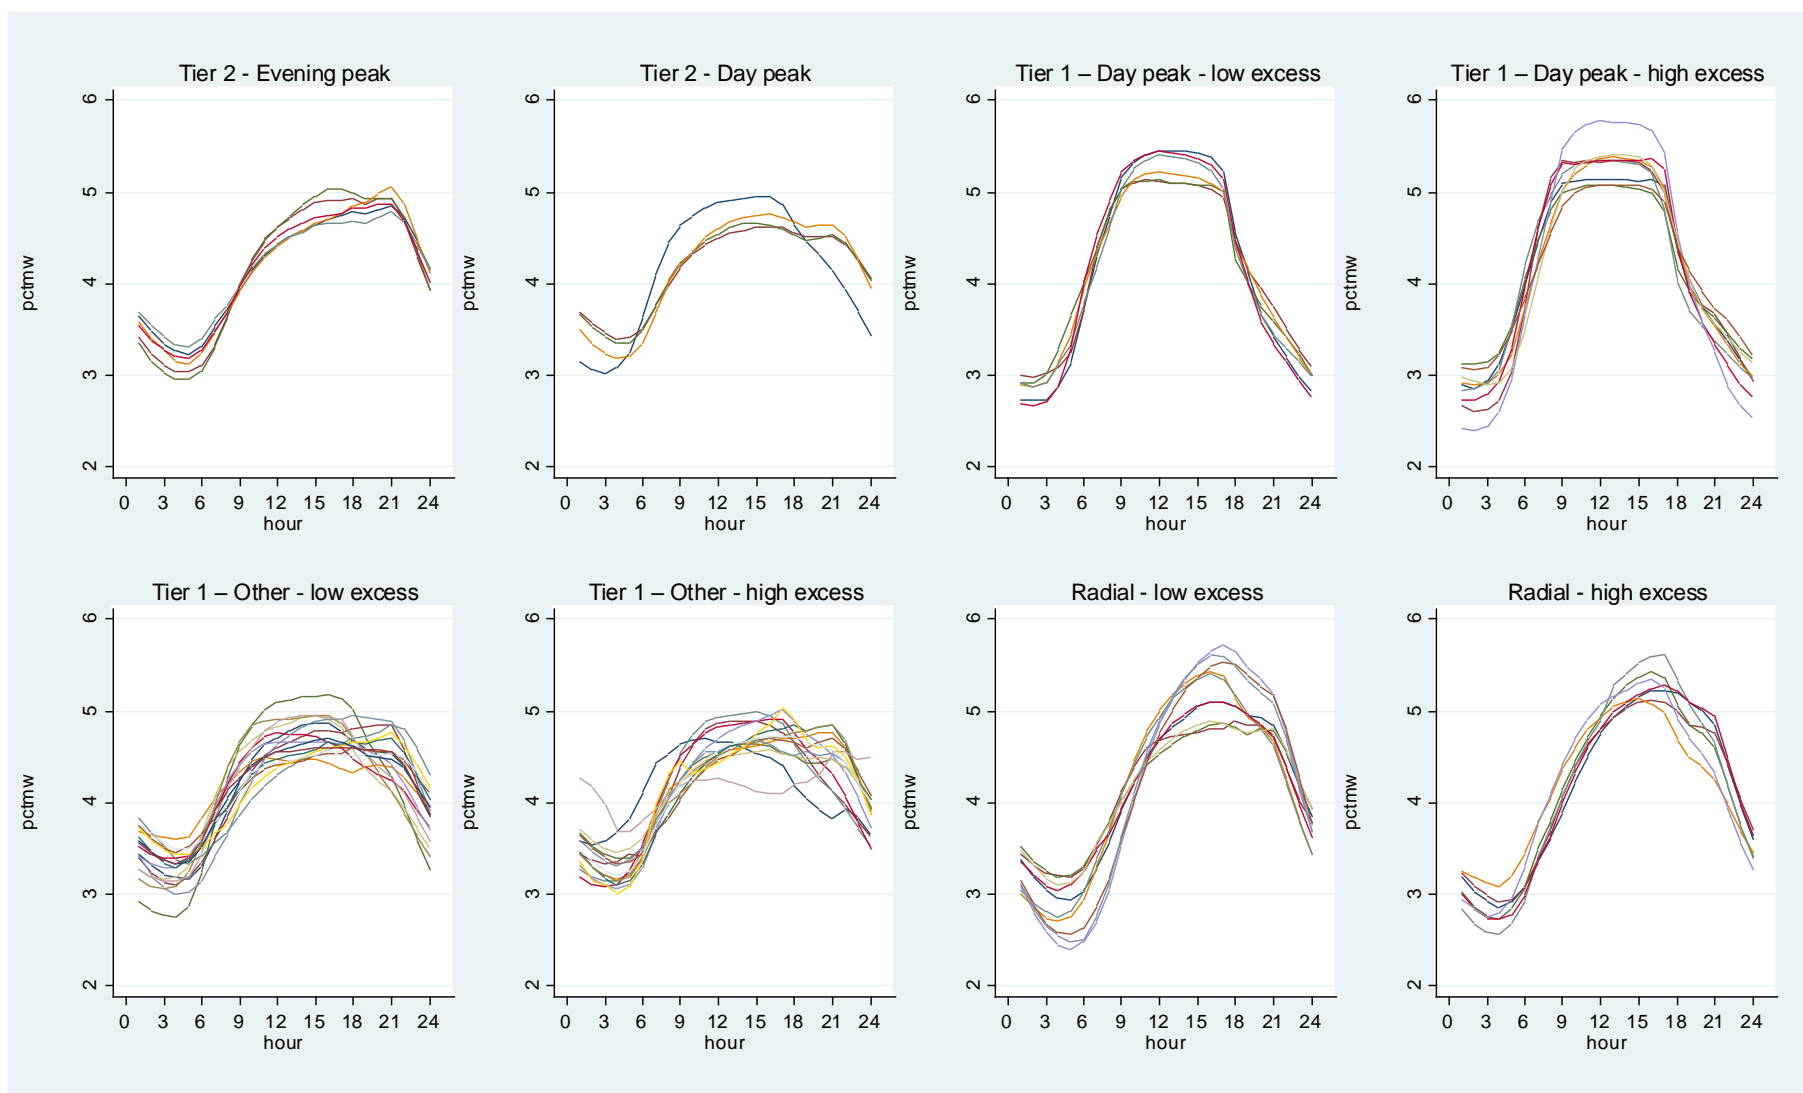 Tier 2 - Evening peak
6
5
4
3
2
pctmw
0 3 6 9 12 15 18 21 24
hour
Tier 2 - Day peak
6
5
4
3
2
pctmw
0 3 6 9 12 15 18 21 24
hour
Tier 1 – Day peak - low excess
6
5
4
3
2
pctmw
0 3 6 9 12 15 18 21 24
hour
Tier 1 – Day peak - high excess
6
5
4
3
2
pctmw
0 3 6 9 12 15 18 21 24
hour
Tier 1 – Other - low excess
6
5
4
3
2
pctmw
0 3 6 9 12 15 18 21 24
hour
Tier 1 – Other - high excess
6
5
4
3
2
pctmw
0 3 6 9 12 15 18 21 24
hour
Radial - low excess
6
5
4
3
2
pctmw
0 3 6 9 12 15 18 21 24
hour
Radial - high excess
6
5
4
3
2
pctmw
0 3 6 9 12 15 18 21 24
hour